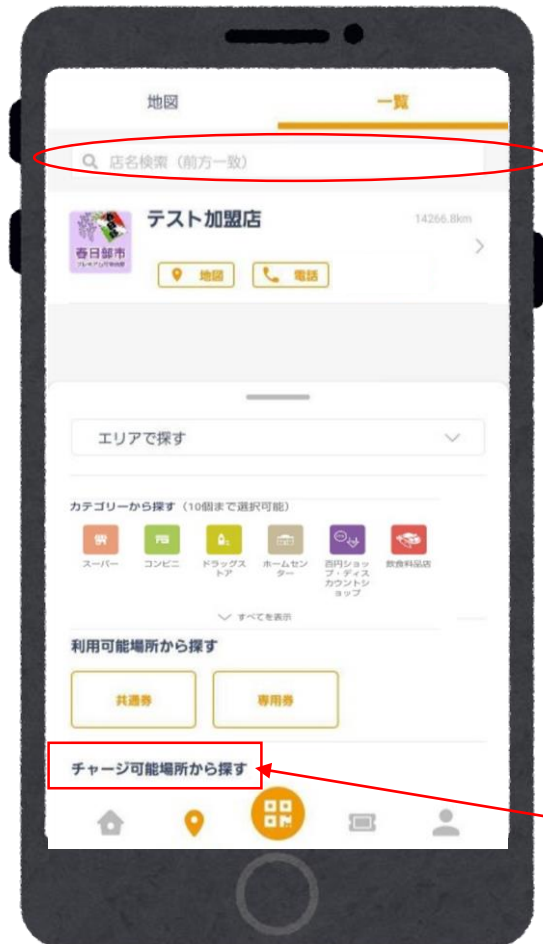 地図 一覧
店名検索（前方一致）
テスト加盟店
14266.8km
春日部市
地図 電話
エリアで探す
カテゴリーから探す（10個まで選択可能）
スーパー コンビニ ドラッグストア ホームセンター 百円ショップ・ディスカウントショップ 飲食料品店
すべてを表示
利用可能場所から探す
共通券 専用券
チャージ可能場所から探す